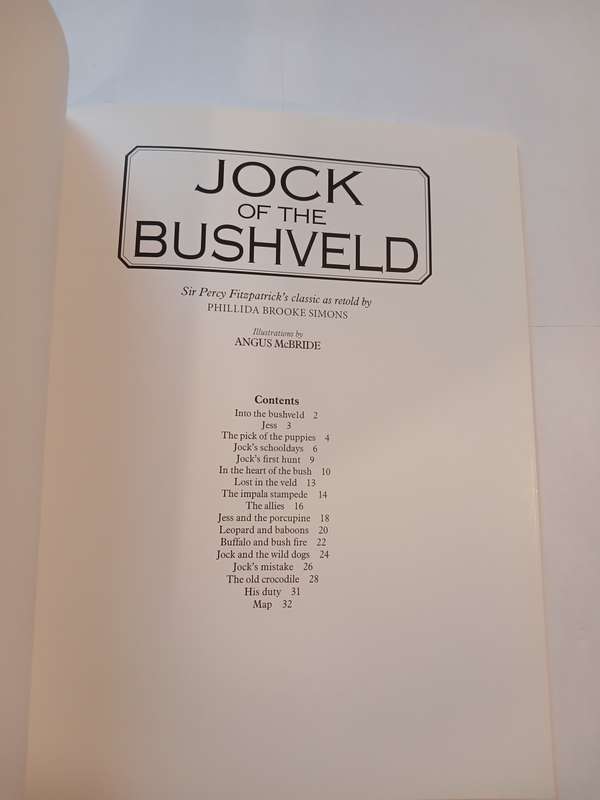 JOCK
OF THE
BUSHVELD
Sir Percy Fitzpatrick's classic as retold by
PHILLIDA BROOKE SIMONS
Illustrations by
ANGUS McBRIDE
Contents
Into the bushveld 2
Jess 3
The pick of the puppies 4
Jock's schooldays 6
Jock's first hunt 9
In the heart of the bush 10
Lost in the veld 13
The impala stampede 14
The allies 16
Jess and the porcupine 18
Leopard and baboons 20
Buffalo and bush fire 22
Jock and the wild dogs 24
Jock's mistake 26
The old crocodile 28
His duty 31
Map 32